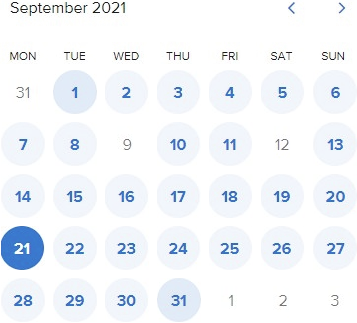 September 2021
MON TUE WED THU FRI SAT SUN
31 1 2 3 4 5 6
7 8 9 10 11 12 13
14 15 16 17 18 19 20
21 22 23 24 25 26 27
28 29 30 31 1 2 3